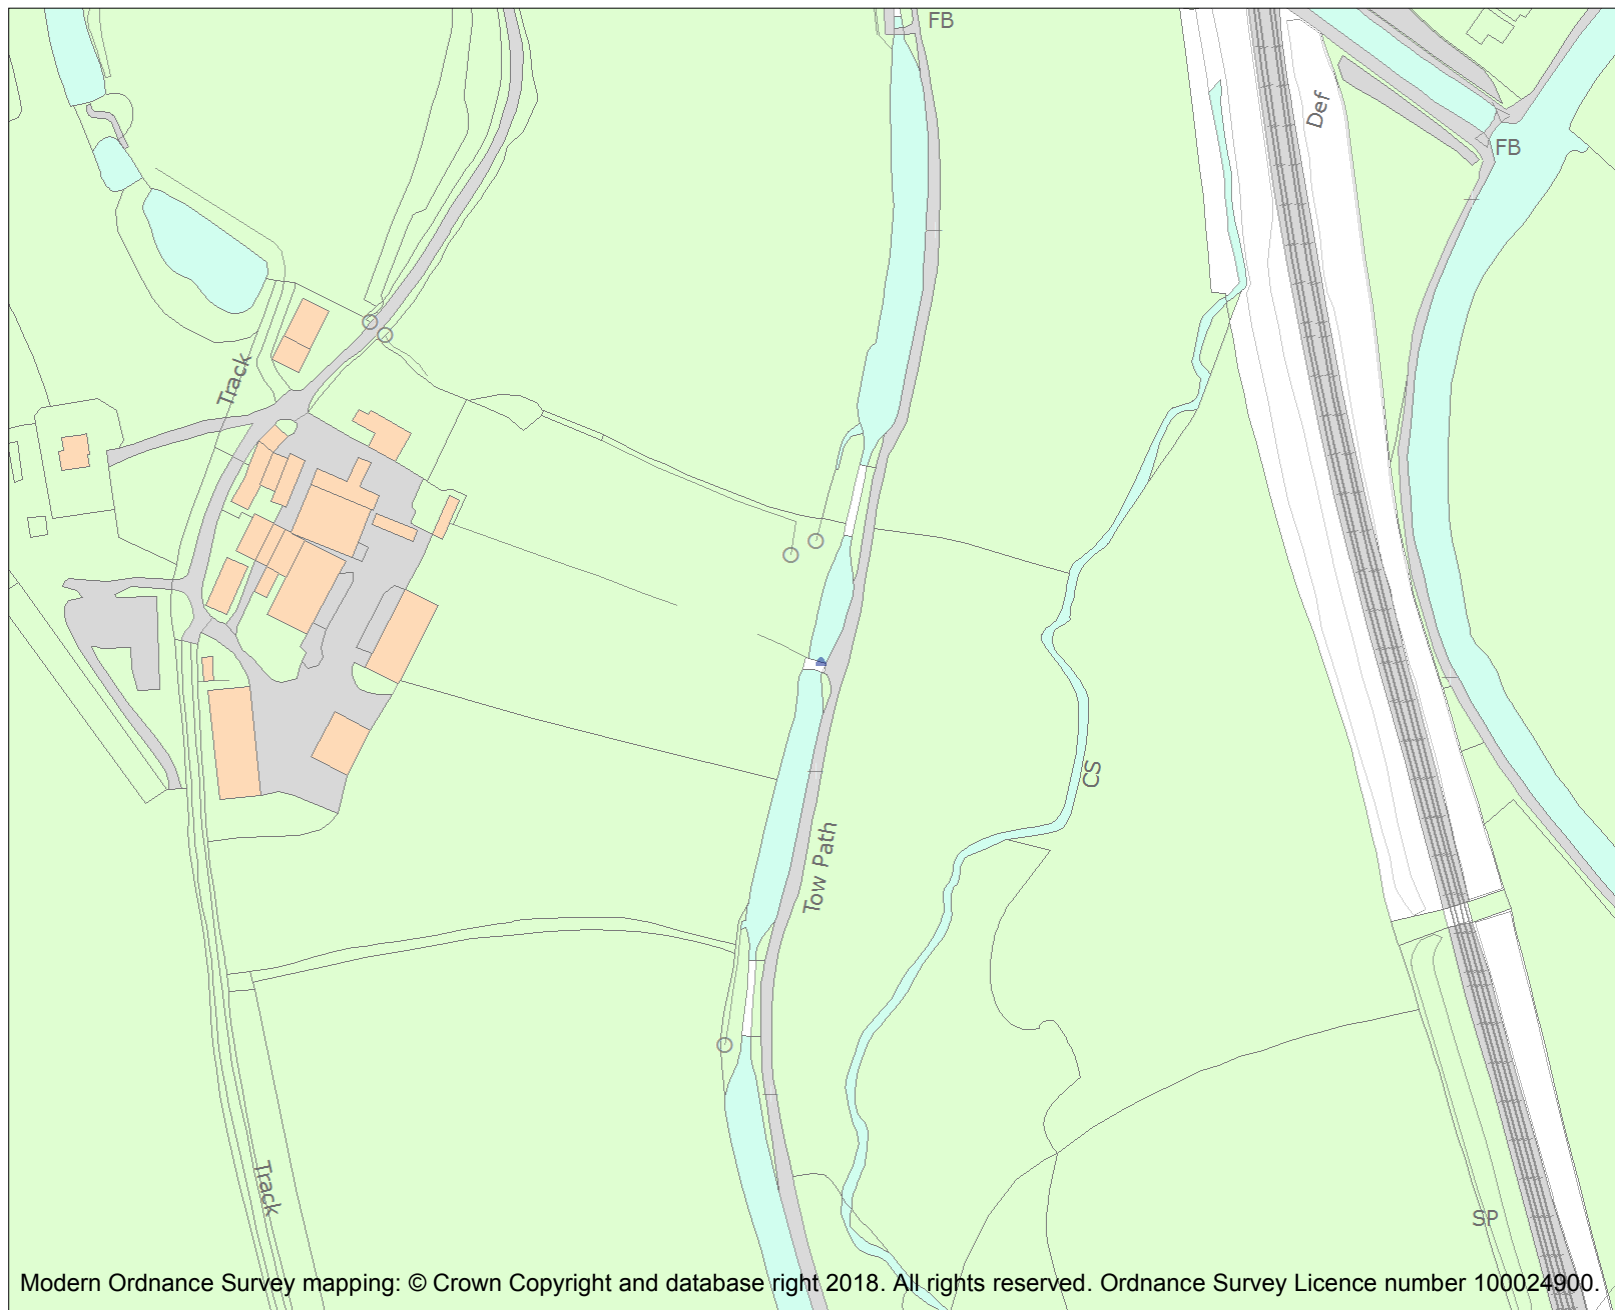 FB
Def
FB
Track
CS
Tow Path
Track
SP
Modern Ordnance Survey mapping: © Crown Copyright and database right 2018. All rights reserved. Ordnance Survey Licence number 100024900.